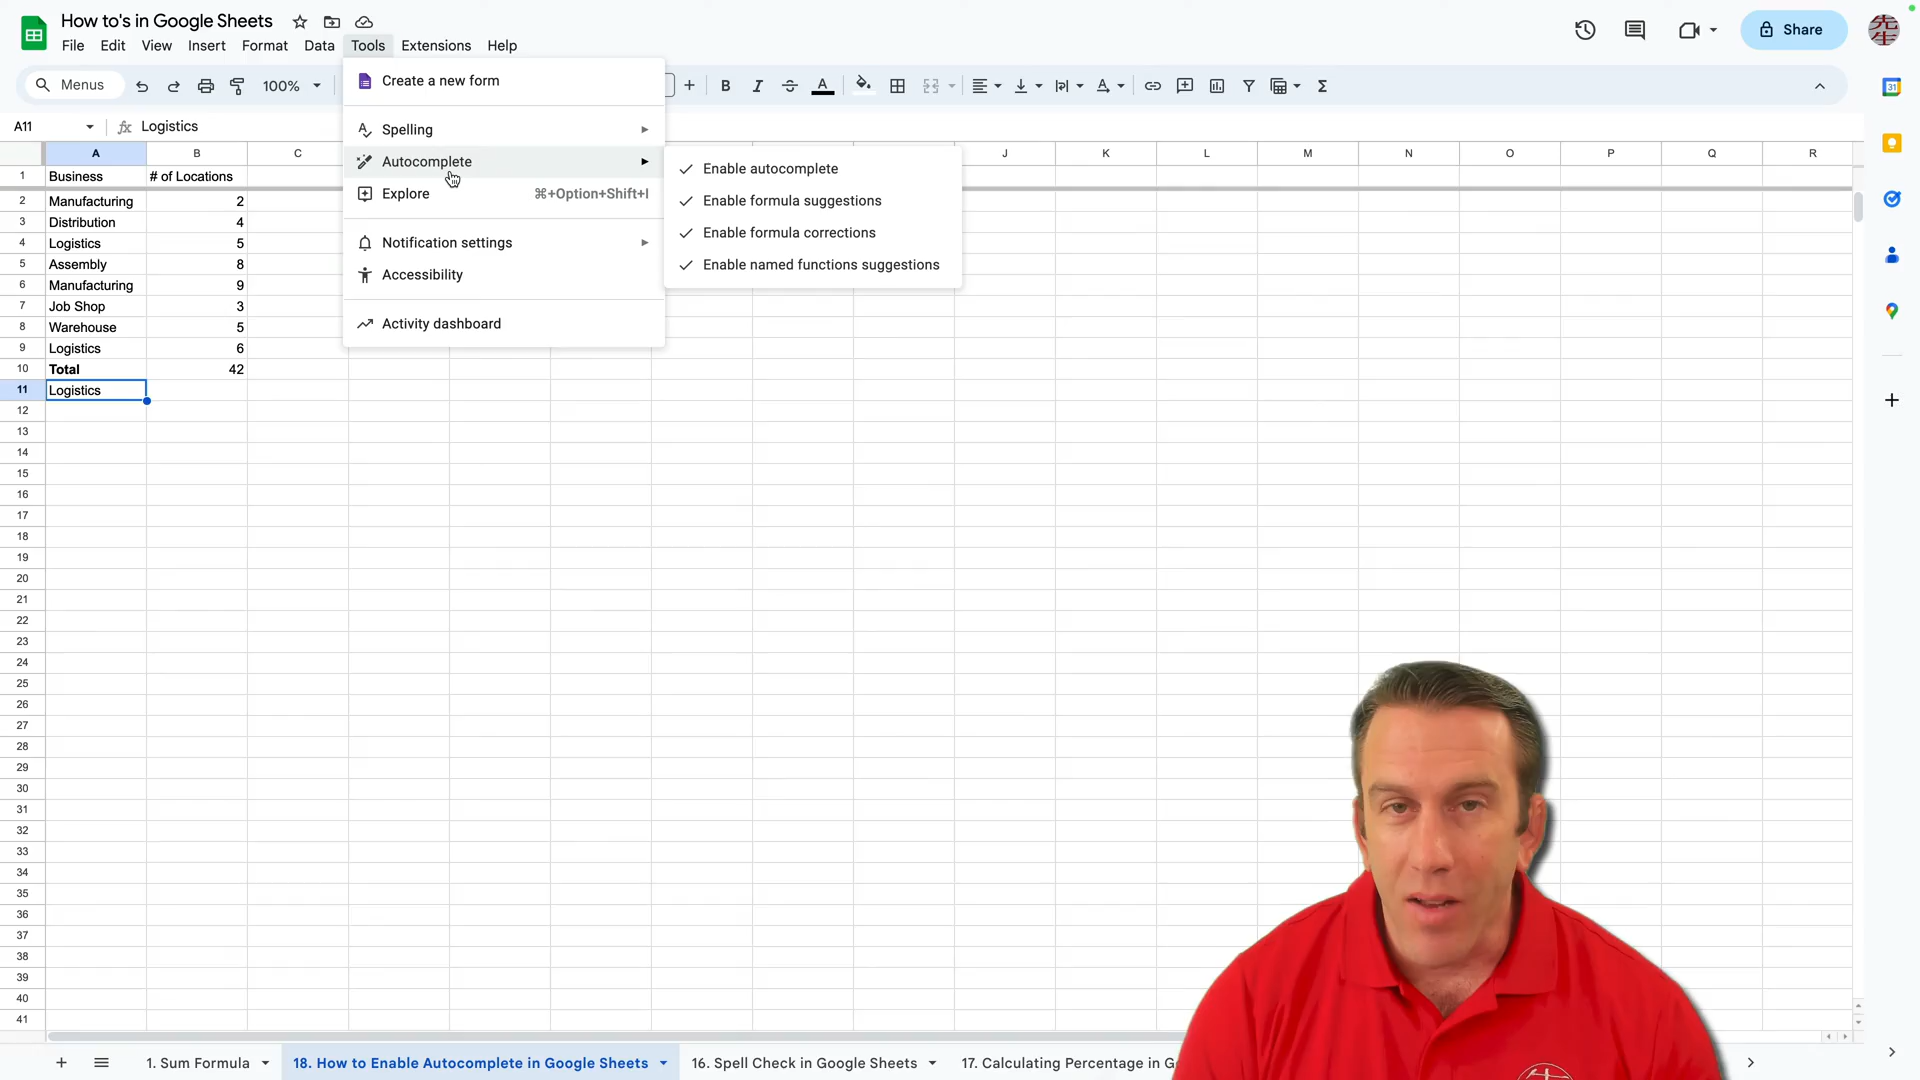 How to's in Google Sheets
File Edit View Insert Format Data Tools Extensions Help
Share
先生
Menus 100% B I A Σ
31
A11 fx Logistics
Create a new form
Spelling
Autocomplete
Explore ⌘+Option+Shift+I
Notification settings
Accessibility
Activity dashboard
Enable autocomplete
Enable formula suggestions
Enable formula corrections
Enable named functions suggestions
A B C J K L M N O P Q R
1 Business # of Locations
2 Manufacturing 2
3 Distribution 4
4 Logistics 5
5 Assembly 8
6 Manufacturing 9
7 Job Shop 3
8 Warehouse 5
9 Logistics 6
10 Total 42
11 Logistics
12
13
14
15
16
17
18
19
20
21
22
23
24
25
26
27
28
29
30
31
32
33
34
35
36
37
38
39
40
41
1. Sum Formula 18. How to Enable Autocomplete in Google Sheets 16. Spell Check in Google Sheets 17. Calculating Percentage in G